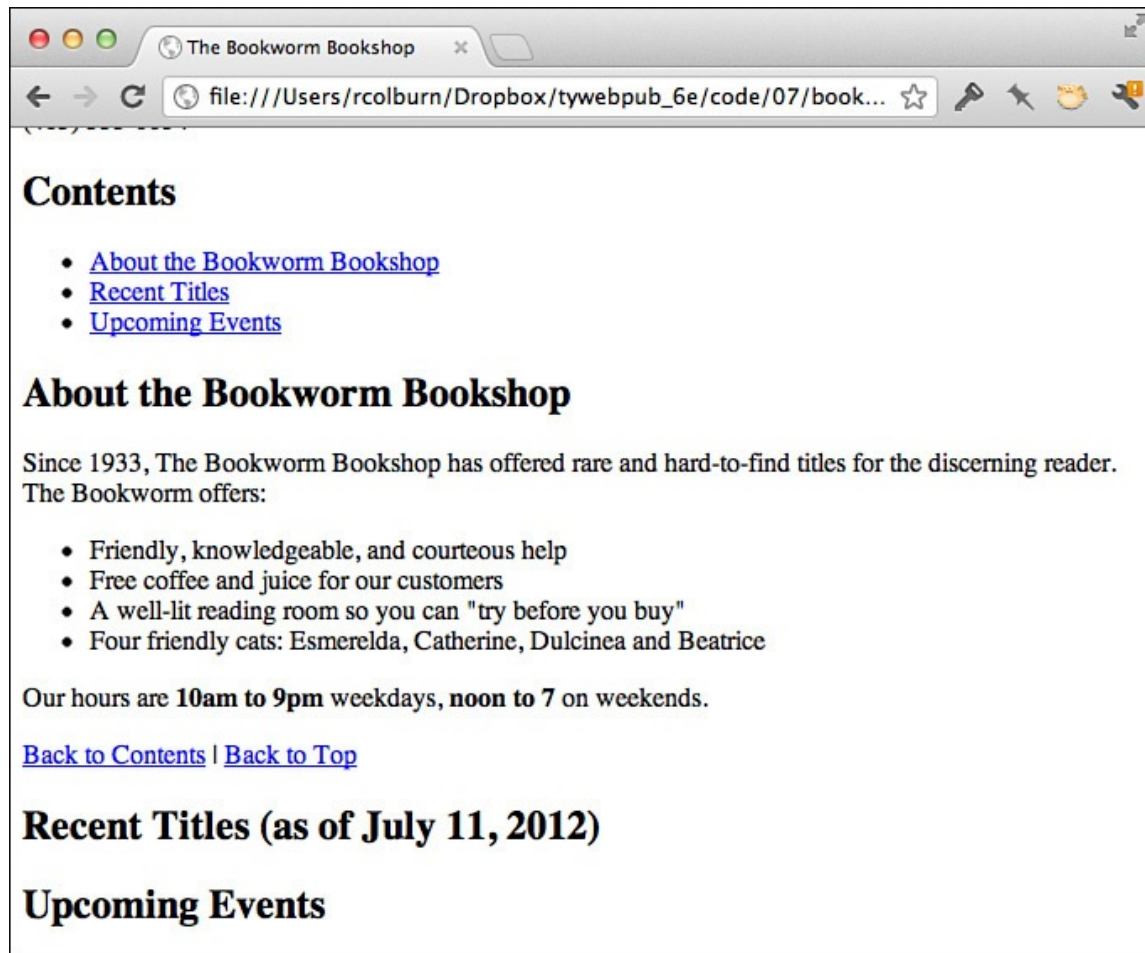 The Bookworm Bookshop
file:///Users/rcolburn/Dropbox/tywebpub_6e/code/07/book...
Contents
• About the Bookworm Bookshop
• Recent Titles
• Upcoming Events
About the Bookworm Bookshop
Since 1933, The Bookworm Bookshop has offered rare and hard-to-find titles for the discerning reader.
The Bookworm offers:
• Friendly, knowledgeable, and courteous help
• Free coffee and juice for our customers
• A well-lit reading room so you can "try before you buy"
• Four friendly cats: Esmerelda, Catherine, Dulcinea and Beatrice
Our hours are 10am to 9pm weekdays, noon to 7 on weekends.
Back to Contents | Back to Top
Recent Titles (as of July 11, 2012)
Upcoming Events